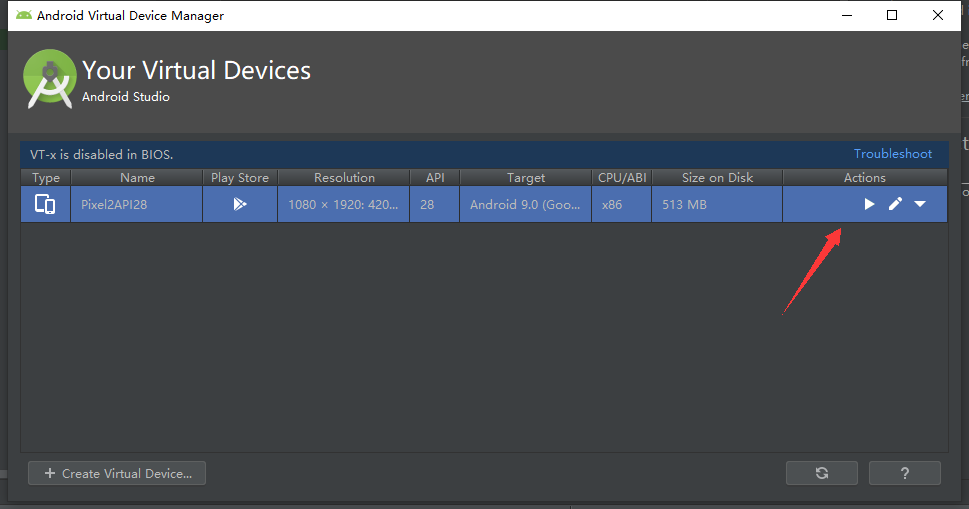 Android Virtual Device Manager
Your Virtual Devices
Android Studio
VT-x is disabled in BIOS. Troubleshoot
Type Name Play Store Resolution API Target CPU/ABI Size on Disk Actions
Pixel2API28 1080 × 1920: 420... 28 Android 9.0 (Goo... x86 513 MB
+ Create Virtual Device... ?